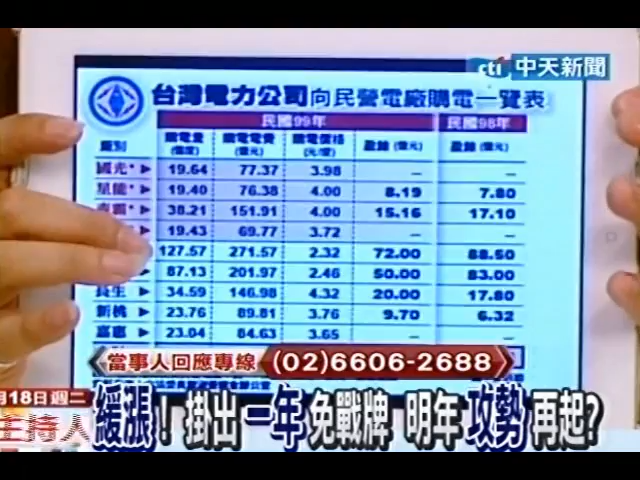 cti 中天新聞
台灣電力公司向民營電廠購電一覽表
民國99年 民國98年
廠別 購電量(億度) 購電電費(億元) 購電價格(元/度) 盈餘(億元) 盈餘(億元)
國光* ▶ 19.64 77.37 3.98 — —
星能* ▶ 19.40 76.38 4.00 8.19 7.80
▶ 38.21 151.91 4.00 15.16 17.10
19.43 69.77 3.72 — —
127.57 271.57 2.32 72.00 88.50
▶ 87.13 201.97 2.46 50.00 83.00
長生 ▶ 34.59 146.98 4.32 20.00 17.80
新桃 ▶ 23.76 89.81 3.76 9.70 6.32
嘉惠 ▶ 23.04 84.63 3.65 — —
當事人回應專線 (02)6606-2688
月18日週二
主持人
緩漲！掛出一年免戰牌 明年攻勢再起?